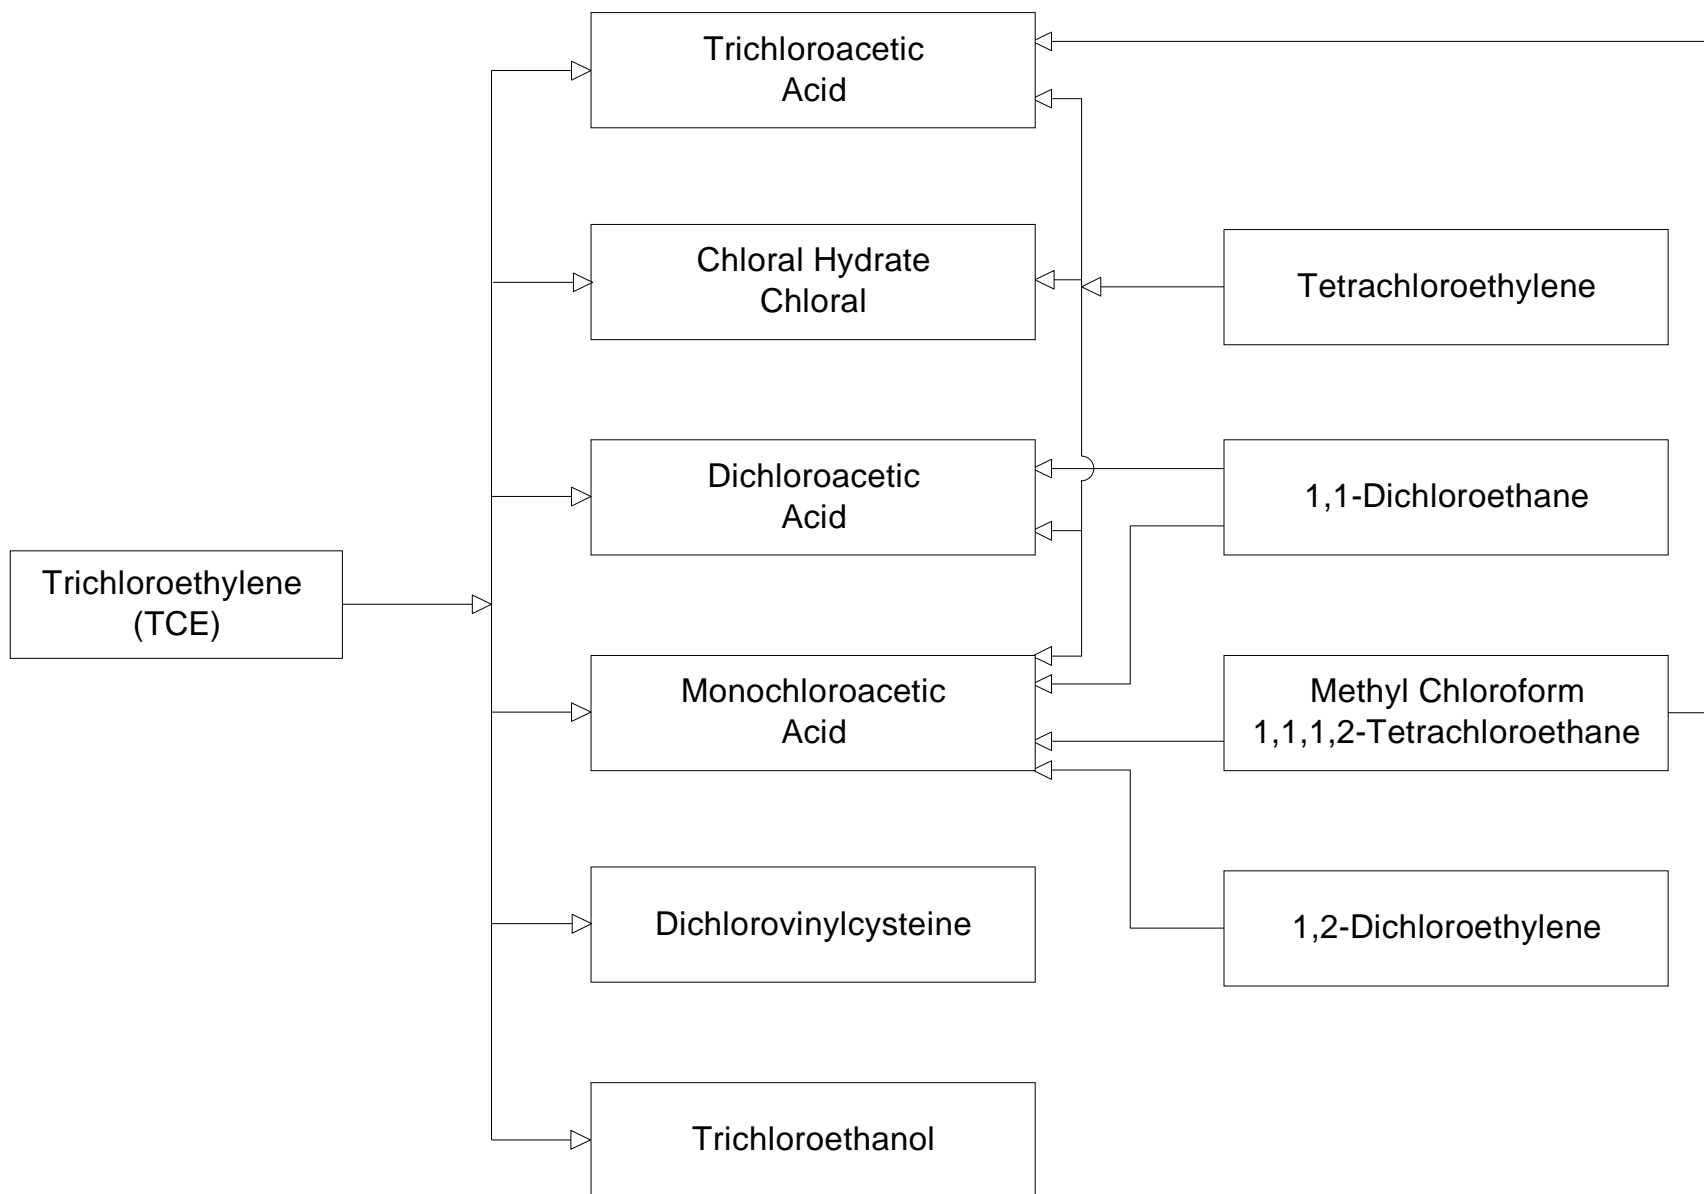 Trichloroacetic
Acid
Chloral Hydrate
Chloral
Tetrachloroethylene
Dichloroacetic
Acid
1,1-Dichloroethane
Trichloroethylene
(TCE)
Monochloroacetic
Acid
Methyl Chloroform
1,1,1,2-Tetrachloroethane
Dichlorovinylcysteine
1,2-Dichloroethylene
Trichloroethanol